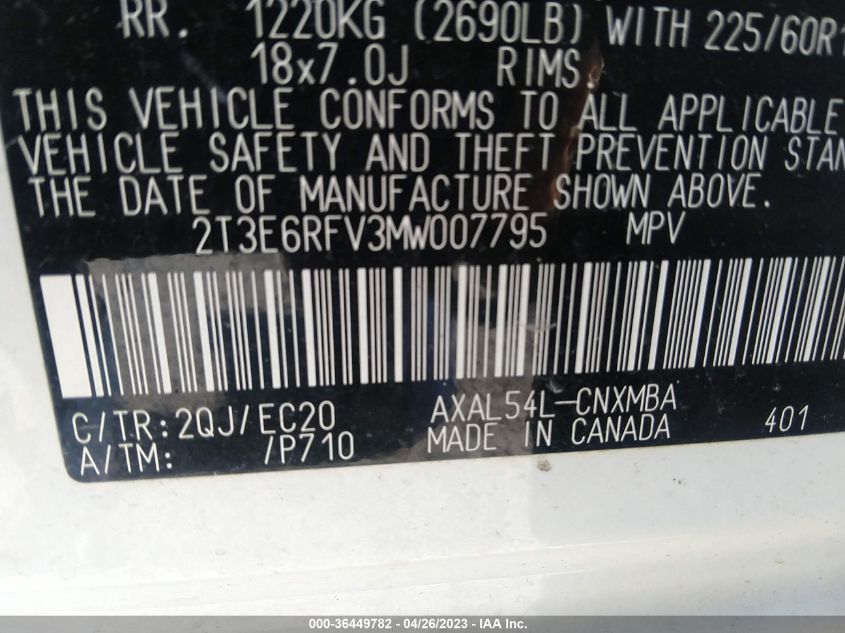 RR. 1220KG (2690LB) WITH 225/60R1
18x7.0J RIMS
THIS VEHICLE CONFORMS TO ALL APPLICABLE
VEHICLE SAFETY AND THEFT PREVENTION STAN
THE DATE OF MANUFACTURE SHOWN ABOVE.
2T3E6RFV3MW007795 MPV
C/TR:2QJ/EC20 AXAL54L-CNXMBA 401
A/TM: /P710 MADE IN CANADA
000-36449782 - 04/26/2023 - IAA Inc.